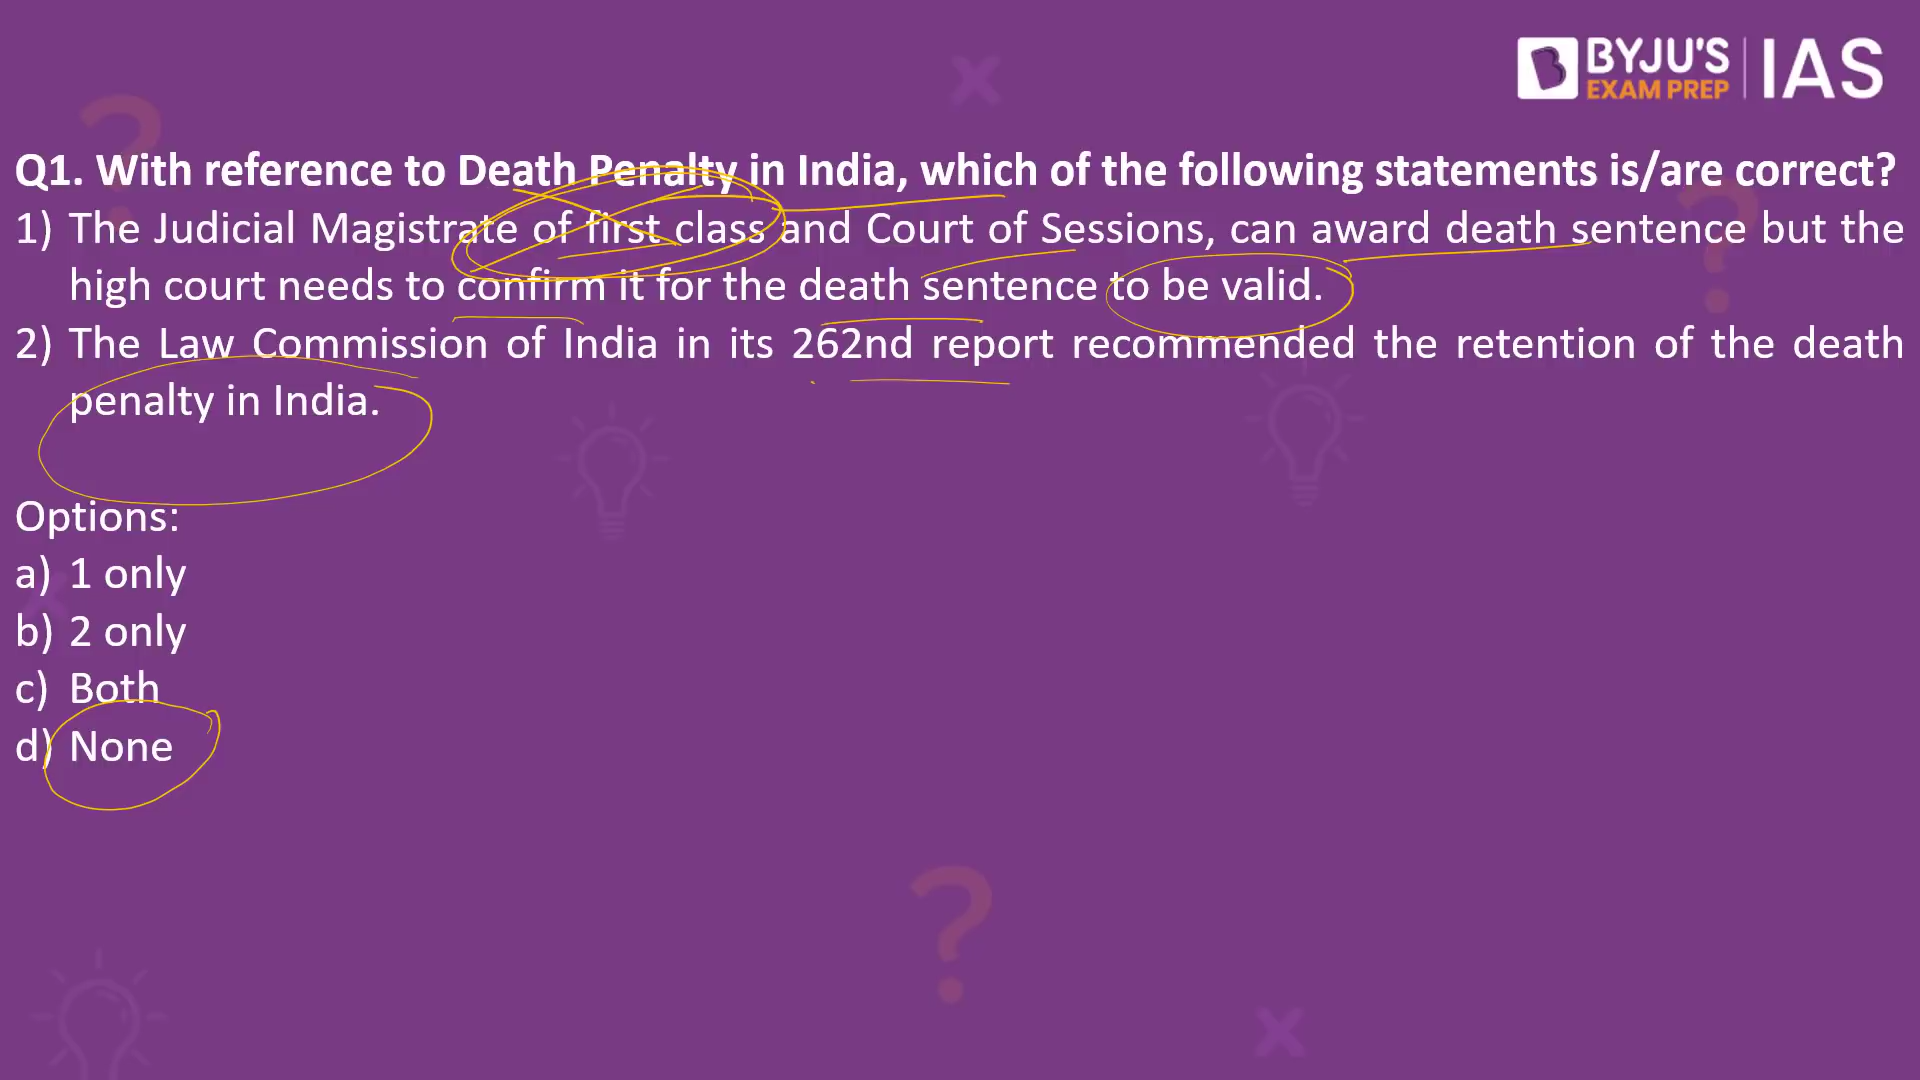 BYJU'S
EXAM PREP
IAS
Q1. With reference to Death Penalty in India, which of the following statements is/are correct?
1) The Judicial Magistrate of first class and Court of Sessions, can award death sentence but the
high court needs to confirm it for the death sentence to be valid.
2) The Law Commission of India in its 262nd report recommended the retention of the death
penalty in India.
Options:
a) 1 only
b) 2 only
c) Both
d) None